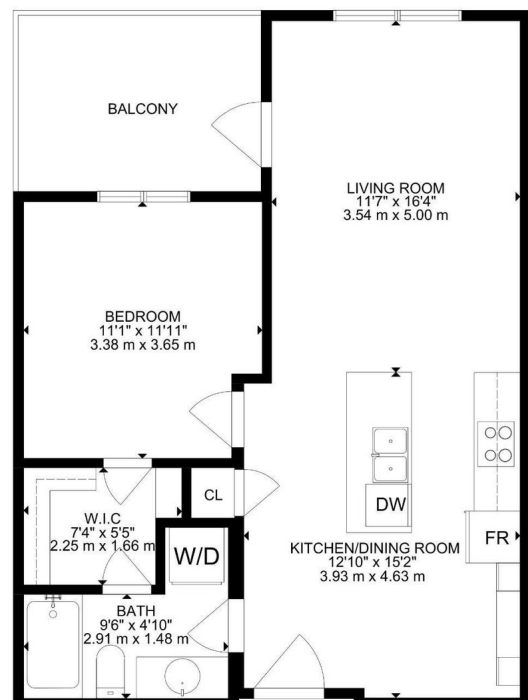 BALCONY
LIVING ROOM
11'7" x 16'4"
3.54 m x 5.00 m
BEDROOM
11'1" x 11'11"
3.38 m x 3.65 m
W.I.C
7'4" x 5'5"
2.25 m x 1.66 m
CL
W/D
DW
FR
KITCHEN/DINING ROOM
12'10" x 15'2"
3.93 m x 4.63 m
BATH
9'6" x 4'10"
2.91 m x 1.48 m